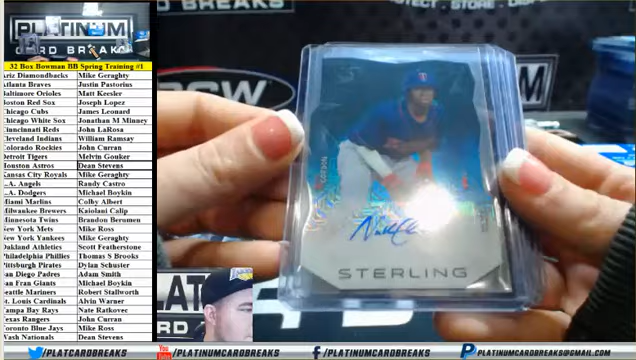 PLATINUM
CARD BREAKS
32 Box Bowman BB Spring Training #1
Ariz Diamondbacks Mike Geraghty
Atlanta Braves Justin Pastorius
Baltimore Orioles Matt Keesler
Boston Red Sox Joseph Lopez
Chicago Cubs James Leonard
Chicago White Sox Jonathan M Minney
Cincinnati Reds John LaRosa
Cleveland Indians William Ramsay
Colorado Rockies John Curran
Detroit Tigers Melvin Gouker
Houston Astros Dean Stevens
Kansas City Royals Mike Geraghty
L.A. Angels Randy Castro
L.A. Dodgers Michael Boykin
Miami Marlins Colby Albert
Milwaukee Brewers Kaiolani Calip
Minnesota Twins Brandon Berumen
New York Mets Mike Ross
New York Yankees Mike Geraghty
Oakland Athletics Scott Featherstone
Philadelphia Phillies Thomas S Brooks
Pittsburgh Pirates Dylan Schuster
San Diego Padres Adam Smith
San Fran Giants Michael Boykin
Seattle Mariners Robert Stallworth
St. Louis Cardinals Alvin Warner
Tampa Bay Rays Nate Ratkovec
Texas Rangers John Curran
Toronto Blue Jays Mike Ross
Wash Nationals Dean Stevens
GORDON
STERLING
@PLATCARDBREAKS
@PLATINUMCARDBREAKS
/PLATINUMCARDBREAKS
PLATINUMCARDBREAKS@GMAIL.COM